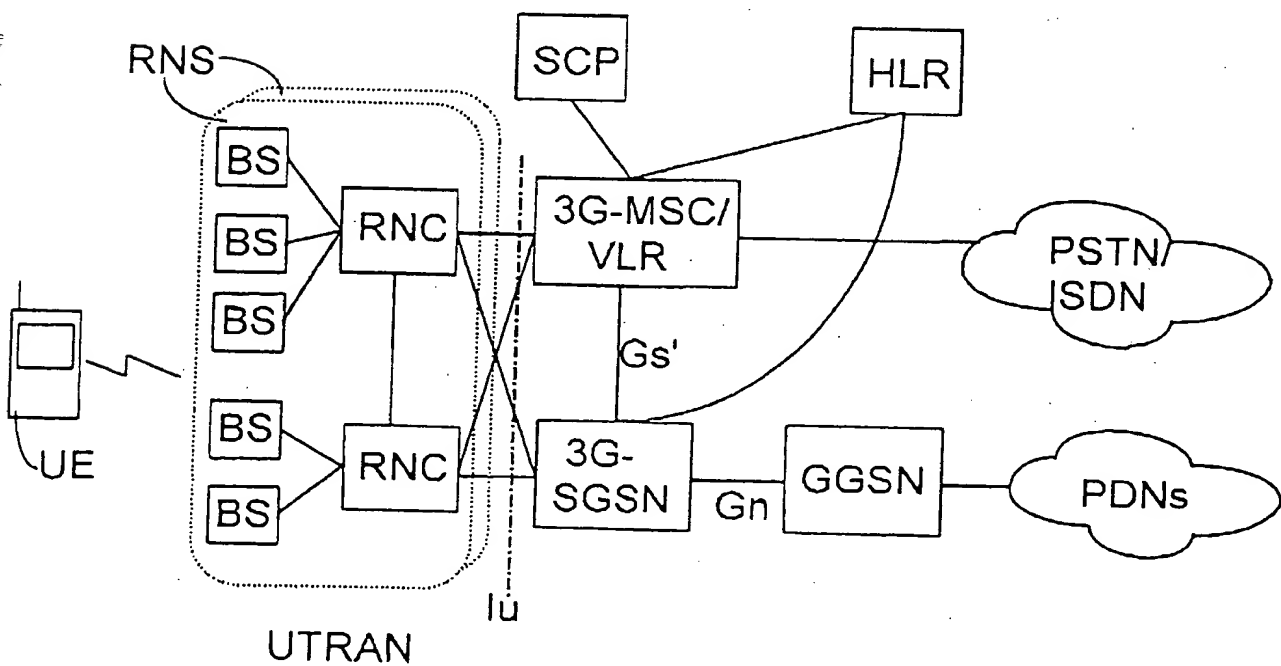 RNS
SCP
HLR
BS
BS
BS
RNC
3G-MSC/
VLR
PSTN/
ISDN
Gs'
UE
BS
BS
RNC
3G-
SGSN
Gn
GGSN
PDNs
Iu
UTRAN